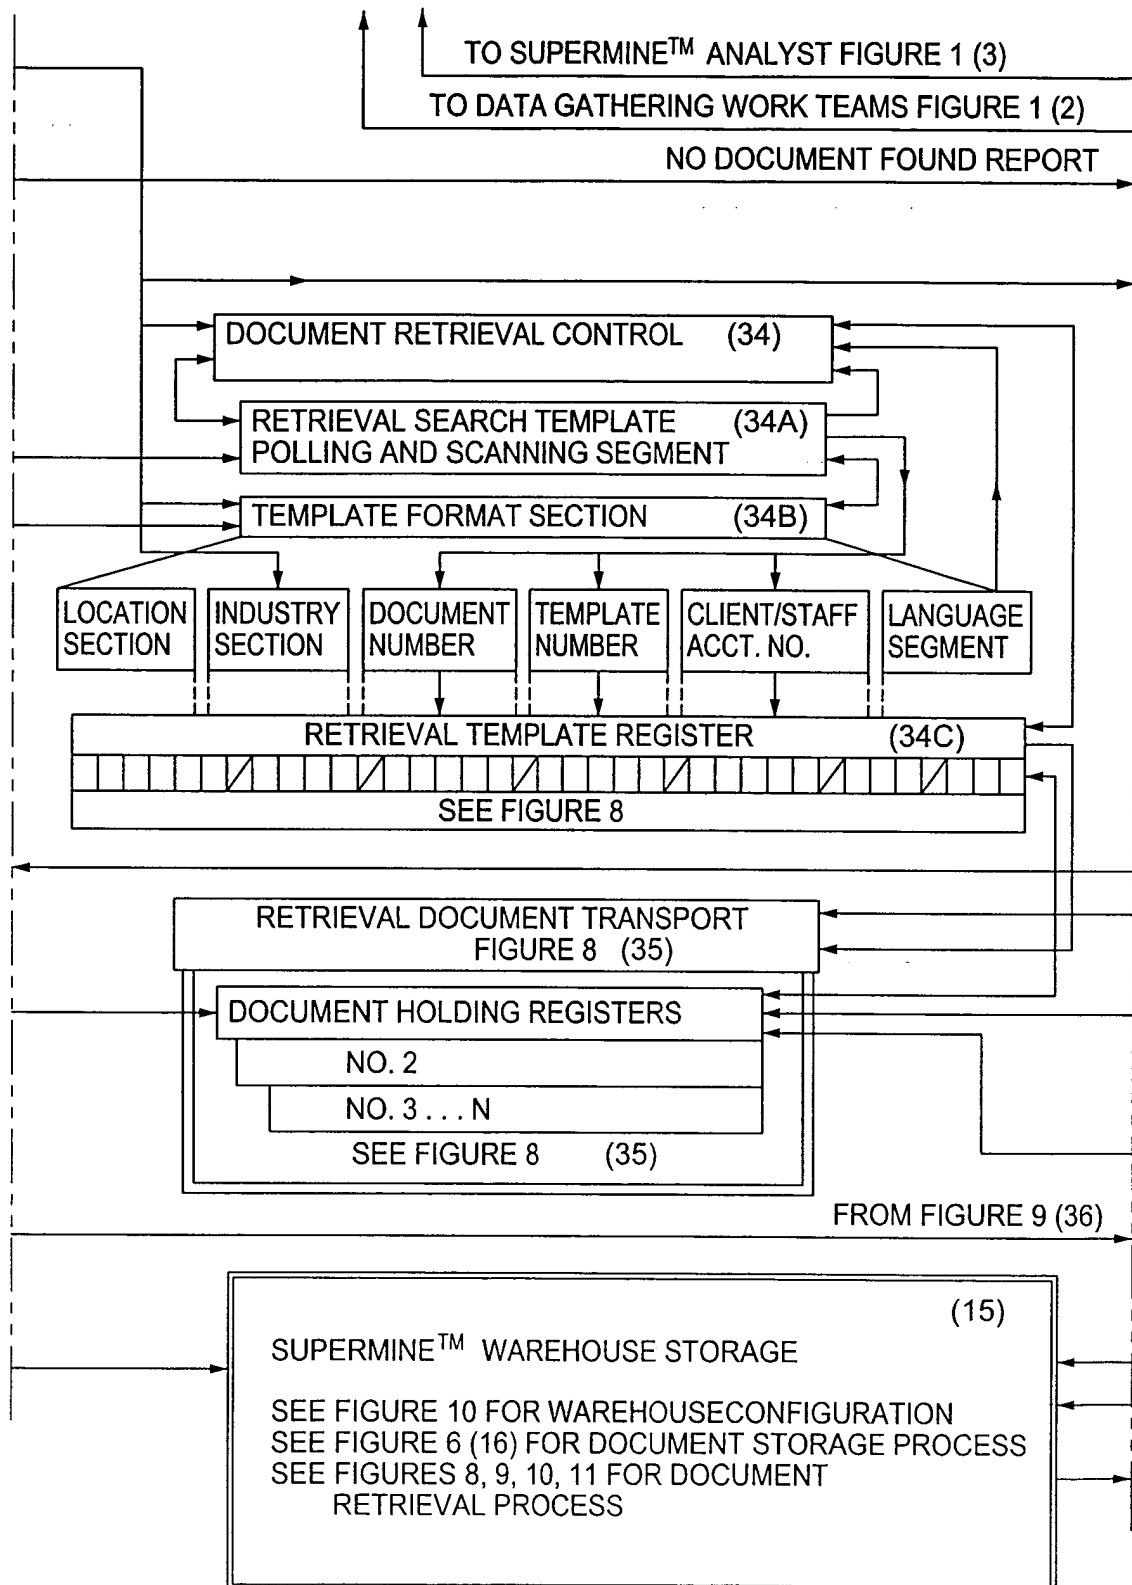 TO SUPERMINE™ ANALYST FIGURE 1 (3)
TO DATA GATHERING WORK TEAMS FIGURE 1 (2)
NO DOCUMENT FOUND REPORT
DOCUMENT RETRIEVAL CONTROL (34)
RETRIEVAL SEARCH TEMPLATE (34A)
POLLING AND SCANNING SEGMENT
TEMPLATE FORMAT SECTION (34B)
LOCATION
SECTION
INDUSTRY
SECTION
DOCUMENT
NUMBER
TEMPLATE
NUMBER
CLIENT/STAFF
ACCT. NO.
LANGUAGE
SEGMENT
RETRIEVAL TEMPLATE REGISTER (34C)
SEE FIGURE 8
RETRIEVAL DOCUMENT TRANSPORT
FIGURE 8 (35)
DOCUMENT HOLDING REGISTERS
NO. 2
NO. 3 . . . N
SEE FIGURE 8 (35)
FROM FIGURE 9 (36)
(15)
SUPERMINE™ WAREHOUSE STORAGE
SEE FIGURE 10 FOR WAREHOUSECONFIGURATION
SEE FIGURE 6 (16) FOR DOCUMENT STORAGE PROCESS
SEE FIGURES 8, 9, 10, 11 FOR DOCUMENT
RETRIEVAL PROCESS